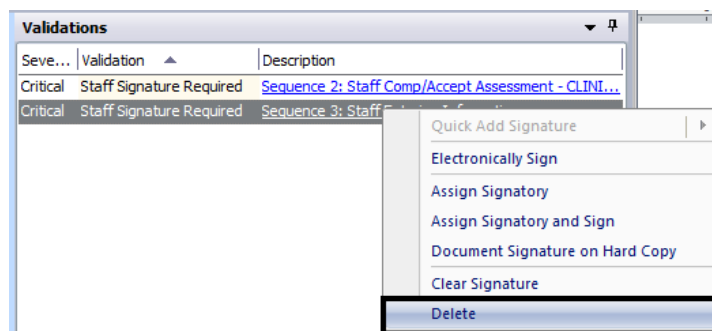 Validations
Seve... Validation Description
Critical Staff Signature Required Sequence 2: Staff Comp/Accept Assessment - CLINI...
Critical Staff Signature Required Sequence 3: Staff
Quick Add Signature
Electronically Sign
Assign Signatory
Assign Signatory and Sign
Document Signature on Hard Copy
Clear Signature
Delete